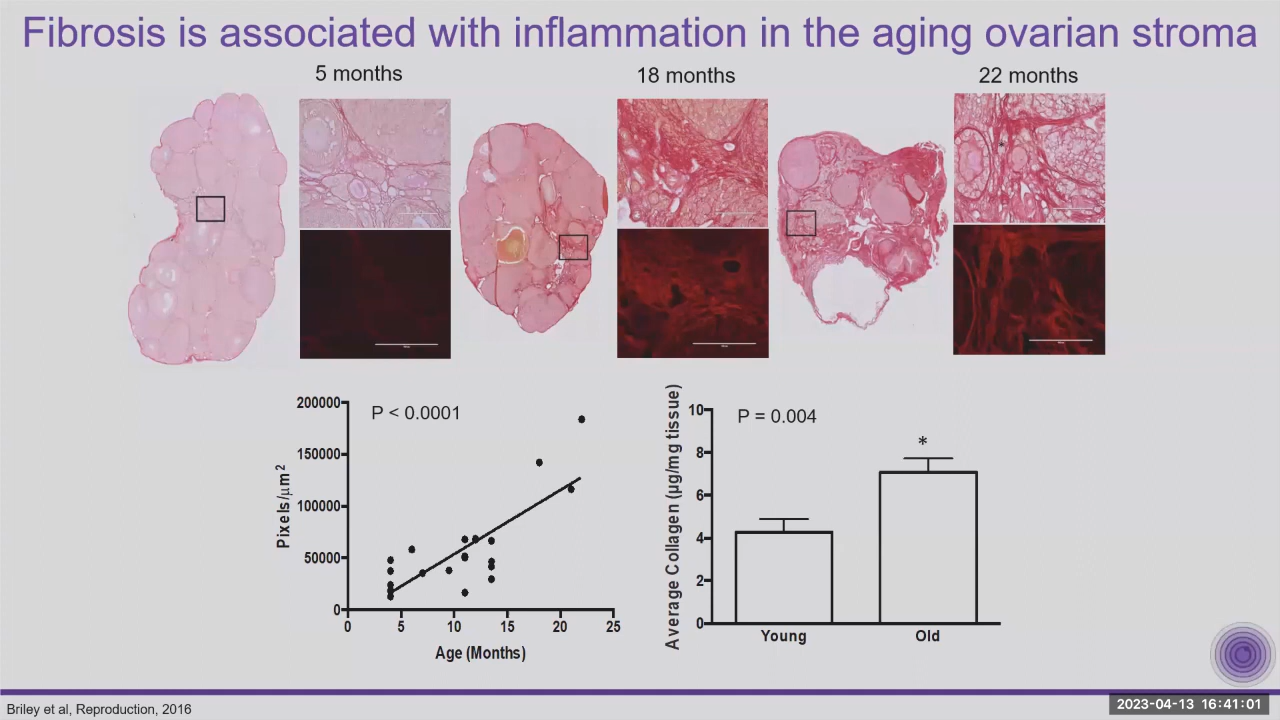 Fibrosis is associated with inflammation in the aging ovarian stroma
5 months
18 months
22 months
*
200000
150000
100000
50000
0
Pixels/μm²
P < 0.0001
0 5 10 15 20 25
Age (Months)
10
8
6
4
2
0
Average Collagen (μg/mg tissue)
P = 0.004
*
Young
Old
Briley et al, Reproduction, 2016
2023-04-13 16:41:01